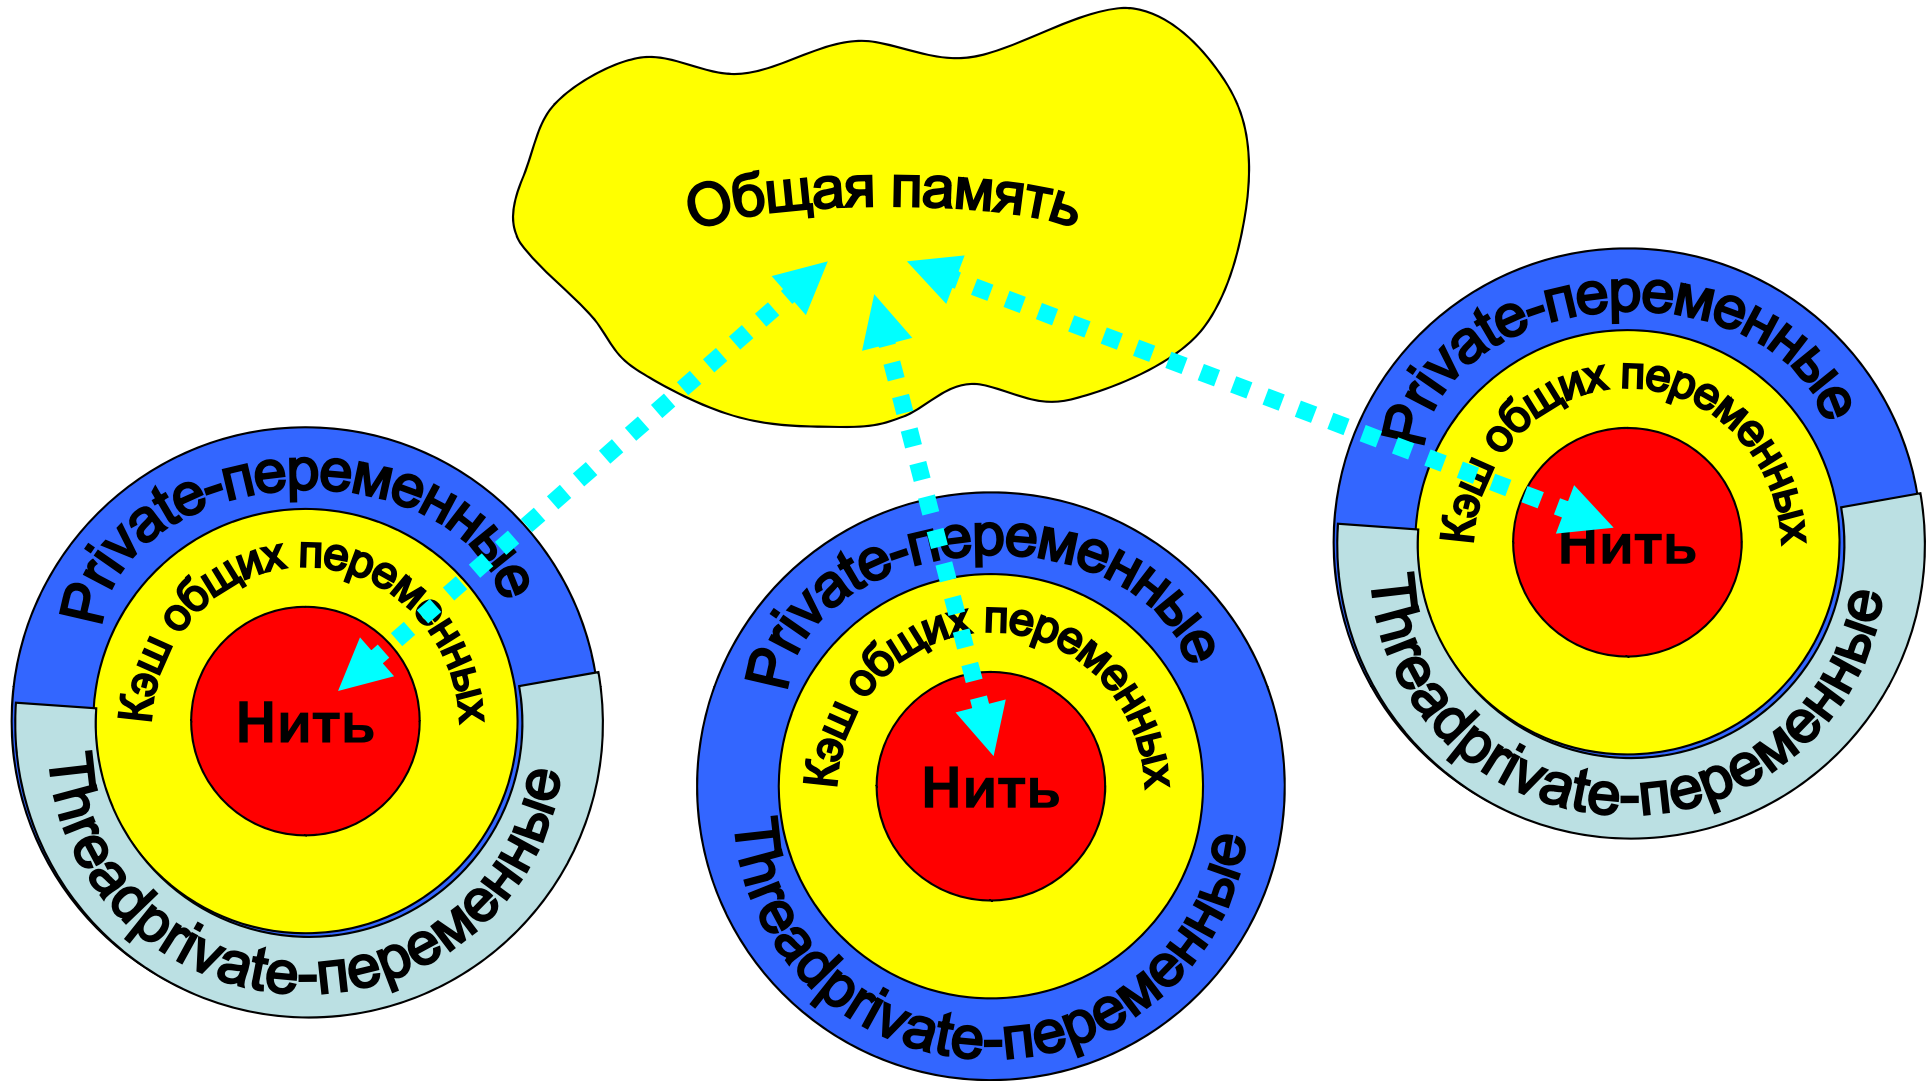 Общая память
Private-переменные
Кэш общих переменных
Нить
Threadprivate-переменные
Private-переменные
Кэш общих переменных
Нить
Threadprivate-переменные
Private-переменные
Кэш общих переменных
Нить
Threadprivate-переменные